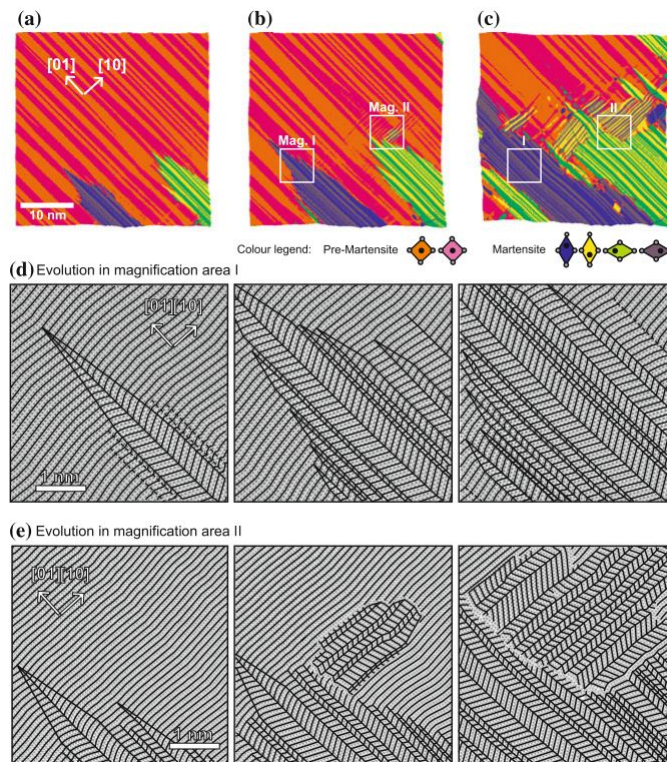 (a) (b) (c)
[01] [10]
Mag. I
Mag. II
I
II
10 nm
Colour legend: Pre-Martensite Martensite
(d) Evolution in magnification area I
[01][10]
1 nm
(e) Evolution in magnification area II
[01][10]
1 nm